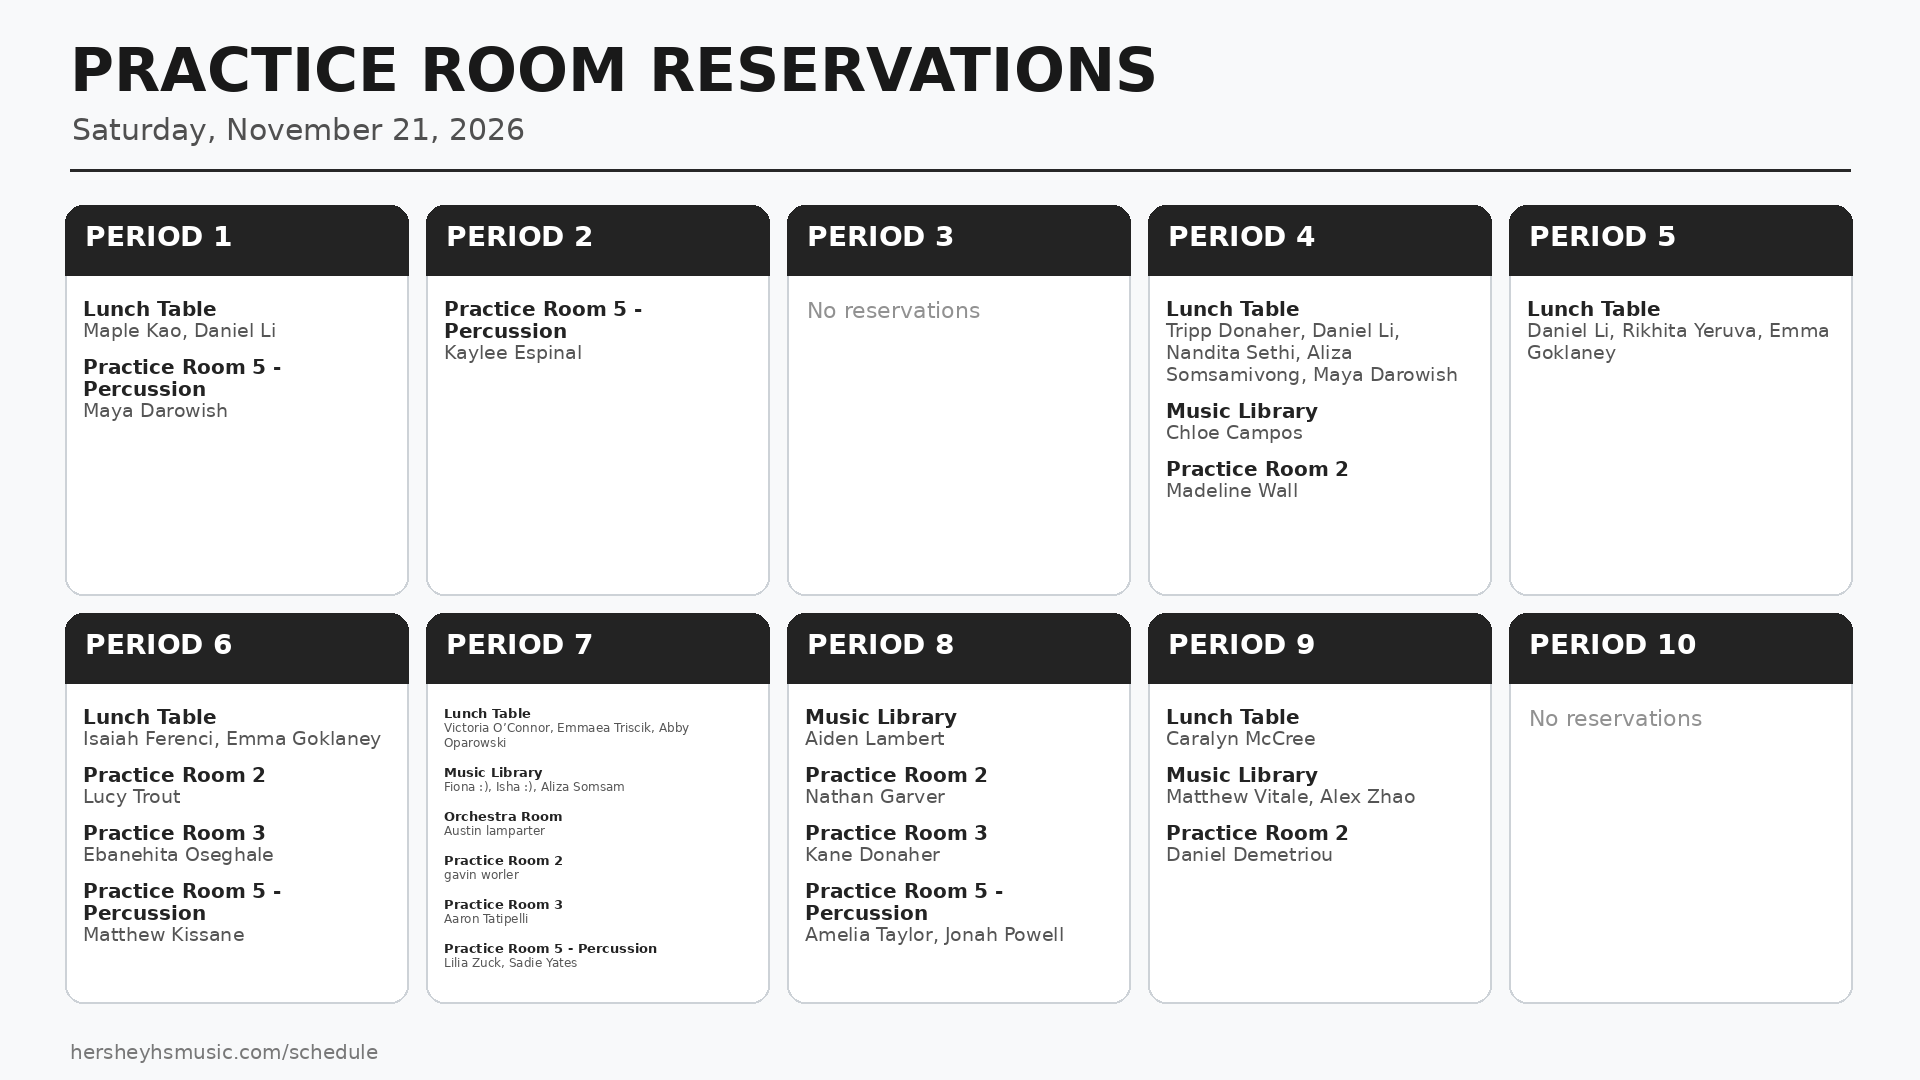 PRACTICE ROOM RESERVATIONS
Saturday, November 21, 2026
PERIOD 1
Lunch Table
Maple Kao, Daniel Li
Practice Room 5 -
Percussion
Maya Darowish
PERIOD 2
Practice Room 5 -
Percussion
Kaylee Espinal
PERIOD 3
No reservations
PERIOD 4
Lunch Table
Tripp Donaher, Daniel Li,
Nandita Sethi, Aliza
Somsamivong, Maya Darowish
Music Library
Chloe Campos
Practice Room 2
Madeline Wall
PERIOD 5
Lunch Table
Daniel Li, Rikhita Yeruva, Emma
Goklaney
PERIOD 6
Lunch Table
Isaiah Ferenci, Emma Goklaney
Practice Room 2
Lucy Trout
Practice Room 3
Ebanehita Oseghale
Practice Room 5 -
Percussion
Matthew Kissane
PERIOD 7
Lunch Table
Victoria O’Connor, Emmaea Triscik, Abby
Oparowski
Music Library
Fiona :), Isha :), Aliza Somsam
Orchestra Room
Austin lamparter
Practice Room 2
gavin worler
Practice Room 3
Aaron Tatipelli
Practice Room 5 - Percussion
Lilia Zuck, Sadie Yates
PERIOD 8
Music Library
Aiden Lambert
Practice Room 2
Nathan Garver
Practice Room 3
Kane Donaher
Practice Room 5 -
Percussion
Amelia Taylor, Jonah Powell
PERIOD 9
Lunch Table
Caralyn McCree
Music Library
Matthew Vitale, Alex Zhao
Practice Room 2
Daniel Demetriou
PERIOD 10
No reservations
hersheyhsmusic.com/schedule